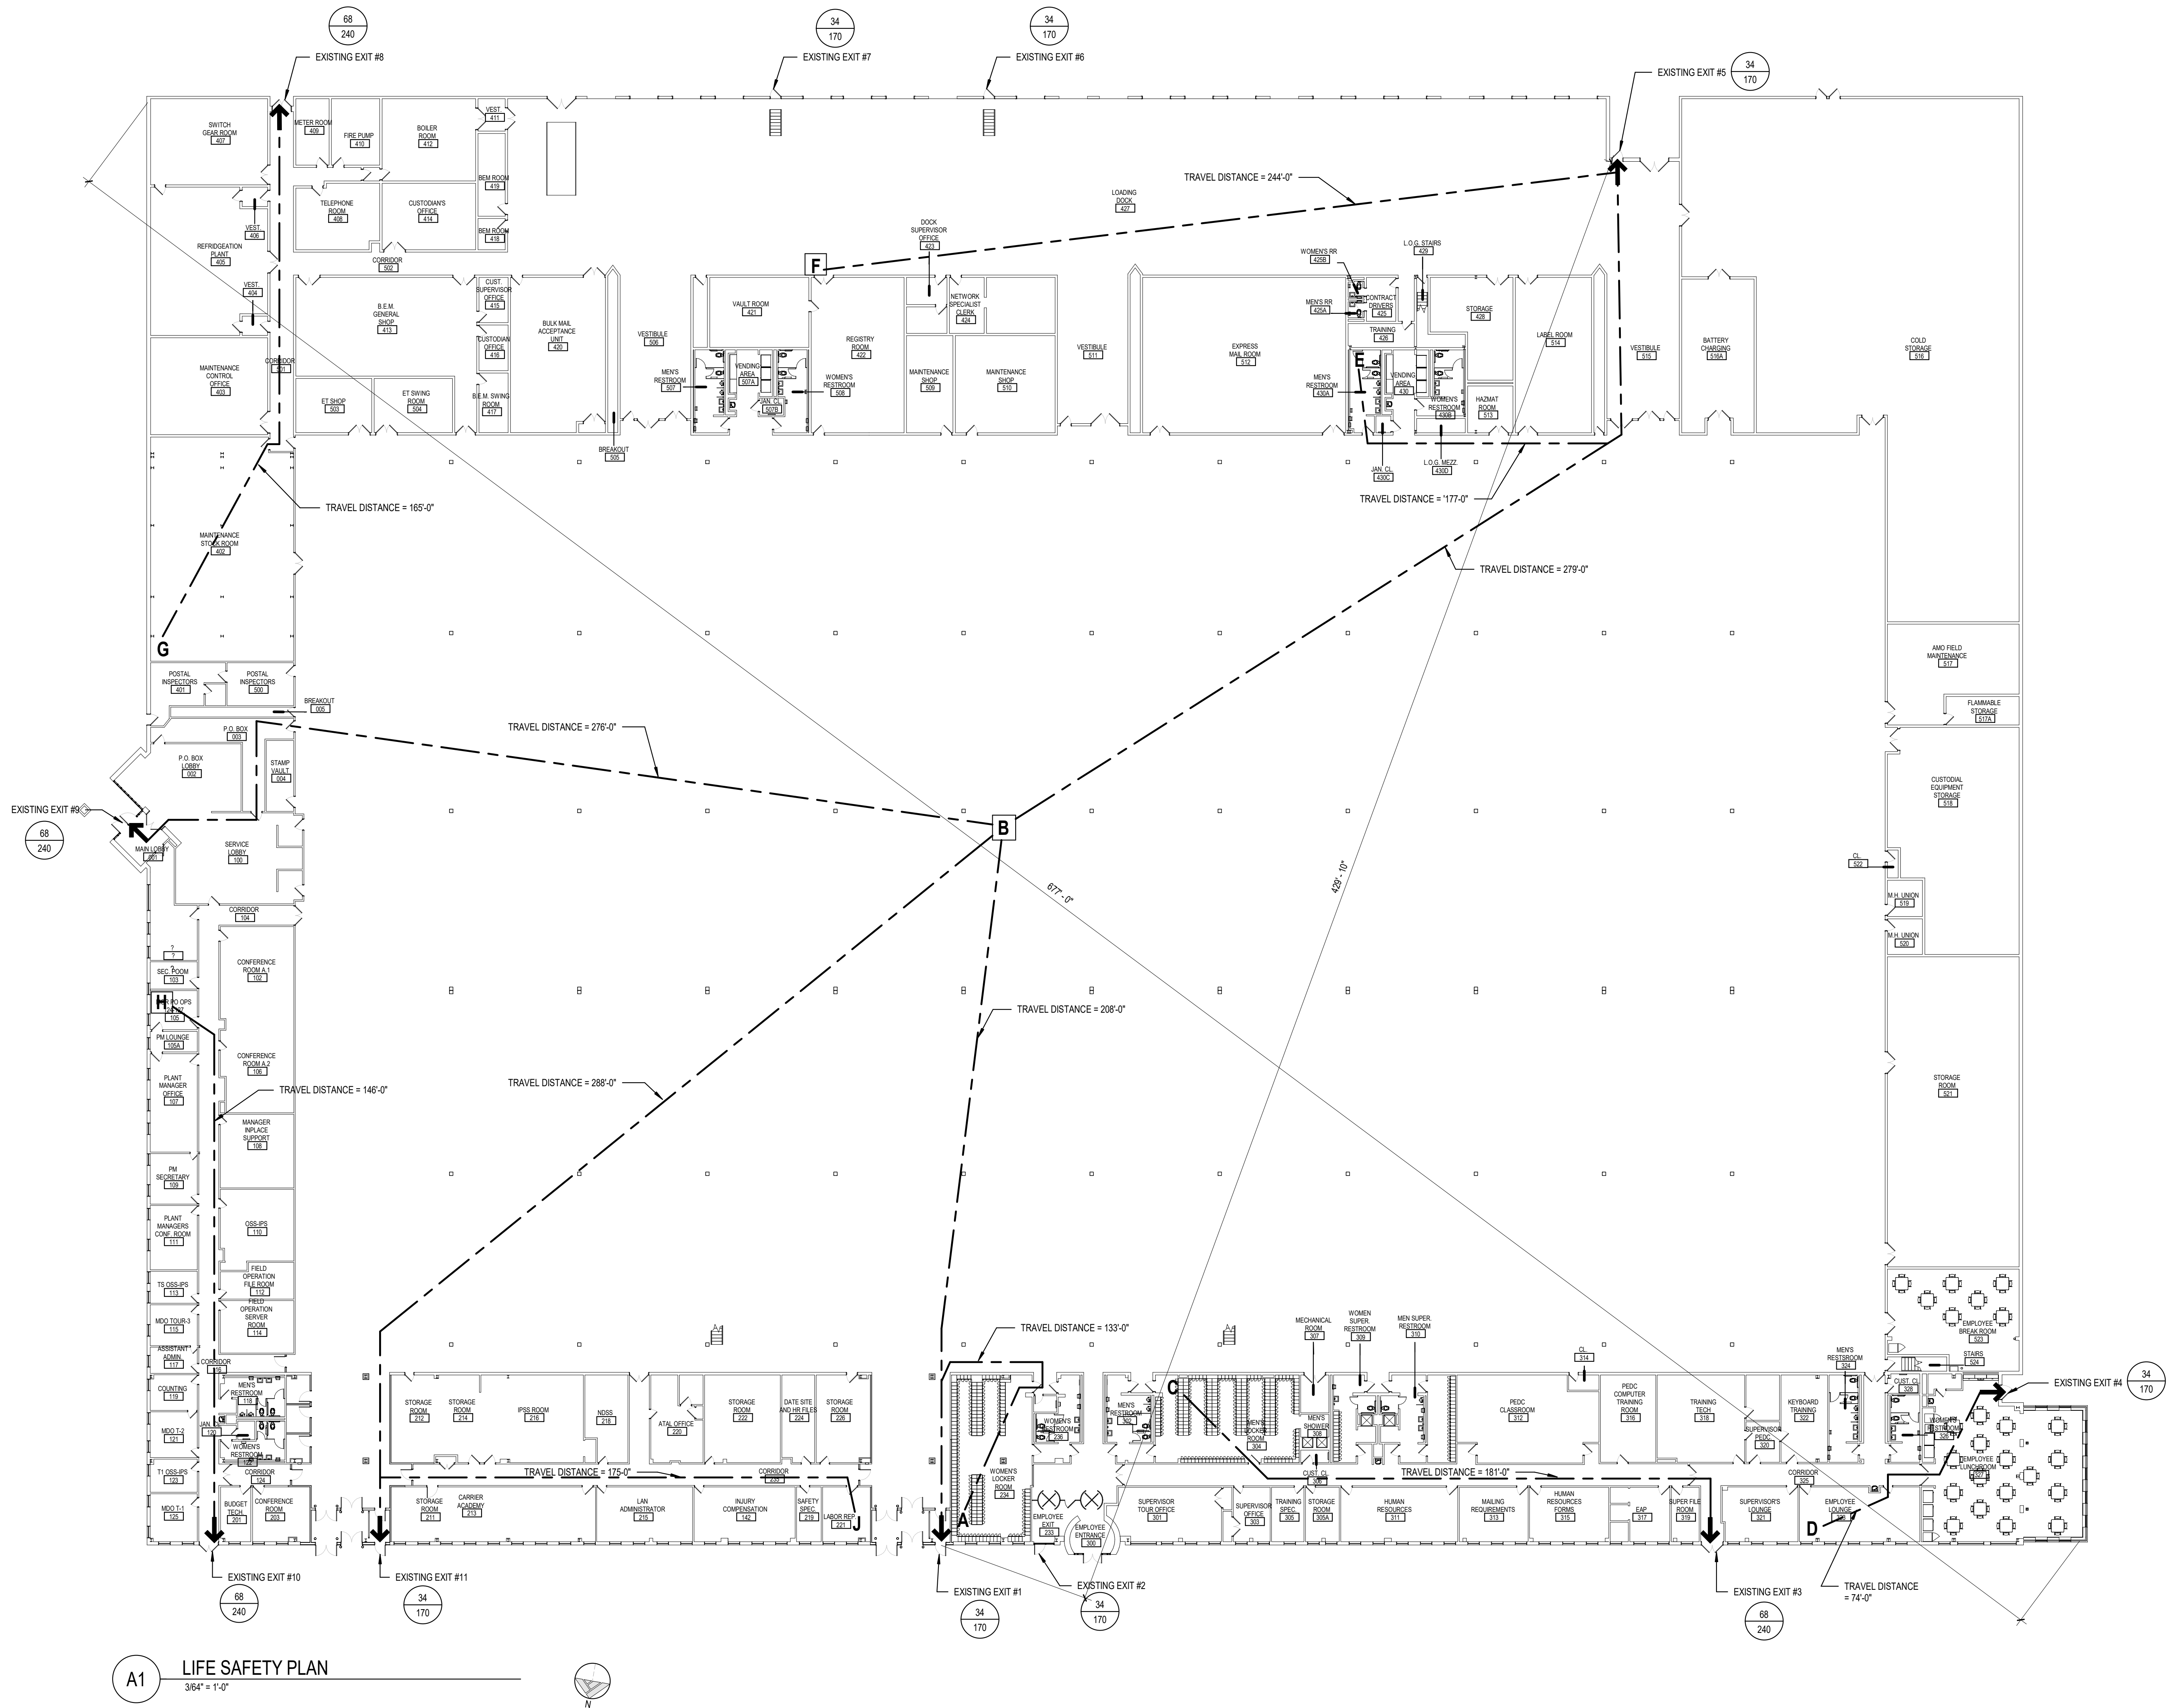 68
240
EXISTING EXIT #8
34
170
EXISTING EXIT #7
34
170
EXISTING EXIT #6
EXISTING EXIT #5
34
170
SWITCH
GEAR ROOM
407
METER ROOM
409
FIRE PUMP
410
BOILER
ROOM
412
VEST.
411
BEM ROOM
419
BEM ROOM
418
TELEPHONE
ROOM
408
CUSTODIAN'S
OFFICE
414
VEST.
406
REFRIDGEATION
PLANT
405
VEST.
404
CORRIDOR
502
TRAVEL DISTANCE = 244'-0"
LOADING
DOCK
427
DOCK
SUPERVISOR
OFFICE
423
F
WOMEN'S RR
425B
L.O.G. STAIRS
429
B.E.M.
GENERAL
SHOP
413
CUST.
SUPERVISOR
OFFICE
415
CUSTODIAN
OFFICE
416
BULK MAIL
ACCEPTANCE
UNIT
420
VESTIBULE
506
VAULT ROOM
421
REGISTRY
ROOM
422
NETWORK
SPECIALIST
CLERK
424
VESTIBULE
511
EXPRESS
MAIL ROOM
512
MEN'S RR
425A
CONTRACT
DRIVERS
425
TRAINING
426
STORAGE
428
LABEL ROOM
514
VESTIBULE
515
BATTERY
CHARGING
516A
COLD
STORAGE
516
MAINTENANCE
CONTROL
OFFICE
403
CORRIDOR
501
ET SHOP
503
ET SWING
ROOM
504
B.E.M. SWING
ROOM
417
MEN'S
RESTROOM
507
VENDING
AREA
507A
JAN. CL.
507B
WOMEN'S
RESTROOM
508
MAINTENANCE
SHOP
509
MAINTENANCE
SHOP
510
E
MEN'S
RESTROOM
430A
VENDING
AREA
430
WOMEN'S
RESTROOM
430B
HAZMAT
ROOM
513
BREAKOUT
505
JAN. CL.
430C
L.O.G. MEZZ.
430D
TRAVEL DISTANCE = '177-0"
TRAVEL DISTANCE = 165'-0"
MAINTENANCE
STOCK ROOM
402
TRAVEL DISTANCE = 279'-0"
G
POSTAL
INSPECTORS
401
POSTAL
INSPECTORS
500
AMO FIELD
MAINTENANCE
517
FLAMMABLE
STORAGE
517A
BREAKOUT
005
P.O. BOX
003
P.O. BOX
LOBBY
002
STAMP
VAULT
004
TRAVEL DISTANCE = 276'-0"
CUSTODIAL
EQUIPMENT
STORAGE
518
EXISTING EXIT #9
68
240
MAIN LOBBY
001
SERVICE
LOBBY
100
B
677' - 0"
429' - 10"
CL.
522
M.H. UNION
519
M.H. UNION
520
CORRIDOR
104
?
?
?
SEC. POOM
103
CONFERENCE
ROOM A.1
102
H
105
PM LOUNGE
105A
CONFERENCE
ROOM A.2
106
TRAVEL DISTANCE = 208'-0"
PLANT
MANAGER
OFFICE
107
TRAVEL DISTANCE = 146'-0"
TRAVEL DISTANCE = 288'-0"
STORAGE
ROOM
521
MANAGER
INPLACE
SUPPORT
108
PM
SECRETARY
109
PLANT
MANAGERS
CONF. ROOM
111
OSS-IPS
110
FIELD
OPERATION
FILE ROOM
112
TS OSS-IPS
113
FIELD
OPERATION
SERVER
ROOM
114
MDO TOUR-3
115
ASSISTANT
ADMIN.
117
CORRIDOR
116
TRAVEL DISTANCE = 133'-0"
MECHANICAL
ROOM
307
WOMEN
SUPER.
RESTROOM
309
MEN SUPER.
RESTROOM
310
CL.
314
MEN'S
RESTSROOM
324
EMPLOYEE
BREAK ROOM
523
STAIRS
524
EXISTING EXIT #4
34
170
COUNTING
119
MEN'S
RESTROOM
118
JAN. CL.
120
WOMEN'S
RESTROOM
122
MDO T-2
121
T1 OSS-IPS
123
CORRIDOR
124
MDO T-1
125
BUDGET
TECH.
201
CONFERENCE
ROOM
203
STORAGE
ROOM
212
STORAGE
ROOM
214
IPSS ROOM
216
NDSS
218
ATAL OFFICE
220
STORAGE
ROOM
222
DATE SITE
AND HR FILES
224
STORAGE
ROOM
226
TRAVEL DISTANCE = 175-0"
CORRIDOR
235
STORAGE
ROOM
211
CARRIER
ACADEMY
213
LAN
ADMINISTRATOR
215
INJURY
COMPENSATION
142
SAFETY
SPEC.
219
LABOR REP.
221
J
A
WOMEN'S
LOCKER
ROOM
234
WOMEN'S
RESTROOM
236
EMPLOYEE
EXIT
233
EMPLOYEE
ENTRANCE
300
MEN'S
RESTROOM
302
C
MEN'S
LOCKER
ROOM
304
MEN'S
SHOWER
308
CUST. CL.
306
TRAVEL DISTANCE = 181'-0"
SUPERVISOR
TOUR OFFICE
301
SUPERVISOR
OFFICE
303
TRAINING
SPEC.
305
STORAGE
ROOM
305A
HUMAN
RESOURCES
311
MAILING
REQUIREMENTS
313
HUMAN
RESOURCES
FORMS
315
EAP
317
SUPER FILE
ROOM
319
PEDC
CLASSROOM
312
PEDC
COMPUTER
TRAINING
ROOM
316
TRAINING
TECH
318
SUPERVISOR
PEDC
320
KEYBOARD
TRAINING
322
CORRIDOR
325
SUPERVISOR'S
LOUNGE
321
EMPLOYEE
LOUNGE
323
D
CUST. CL.
328
WOMEN'S
RESTROOM
326
EMPLOYEE
LUNCHROOM
327
EXISTING EXIT #10
68
240
EXISTING EXIT #11
34
170
EXISTING EXIT #1
34
170
EXISTING EXIT #2
34
170
EXISTING EXIT #3
68
240
TRAVEL DISTANCE
= 74'-0"
A1
LIFE SAFETY PLAN
3/64" = 1'-0"
N